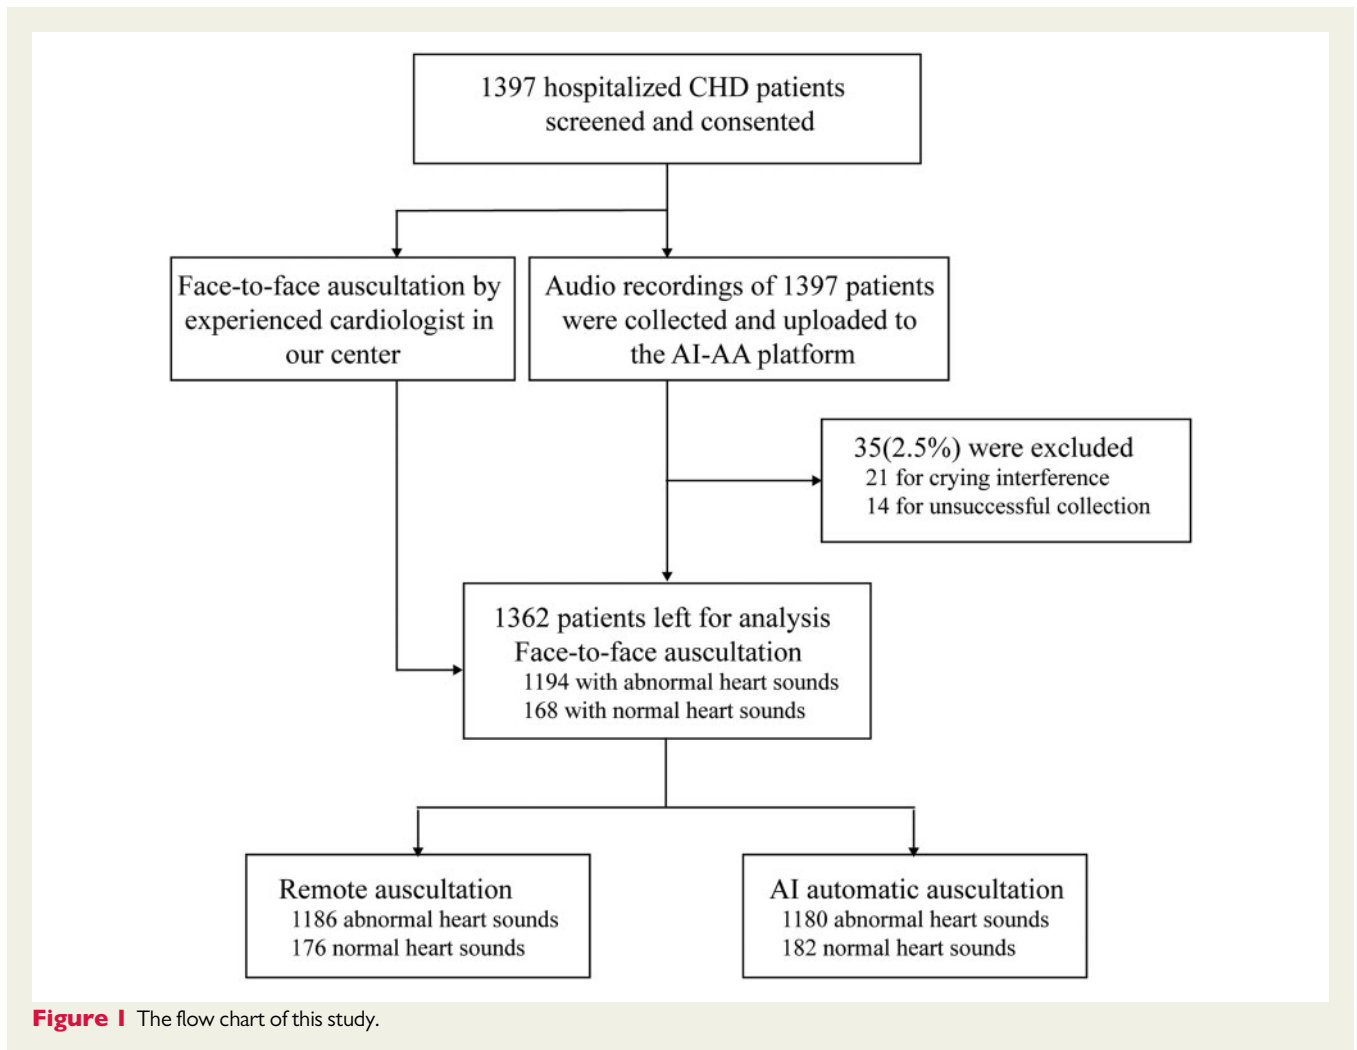 1397 hospitalized CHD patients
screened and consented
Face-to-face auscultation by
experienced cardiologist in
our center
Audio recordings of 1397 patients
were collected and uploaded to
the AI-AA platform
35(2.5%) were excluded
21 for crying interference
14 for unsuccessful collection
1362 patients left for analysis
Face-to-face auscultation
1194 with abnormal heart sounds
168 with normal heart sounds
Remote auscultation
1186 abnormal heart sounds
176 normal heart sounds
AI automatic auscultation
1180 abnormal heart sounds
182 normal heart sounds
Figure 1 The flow chart of this study.